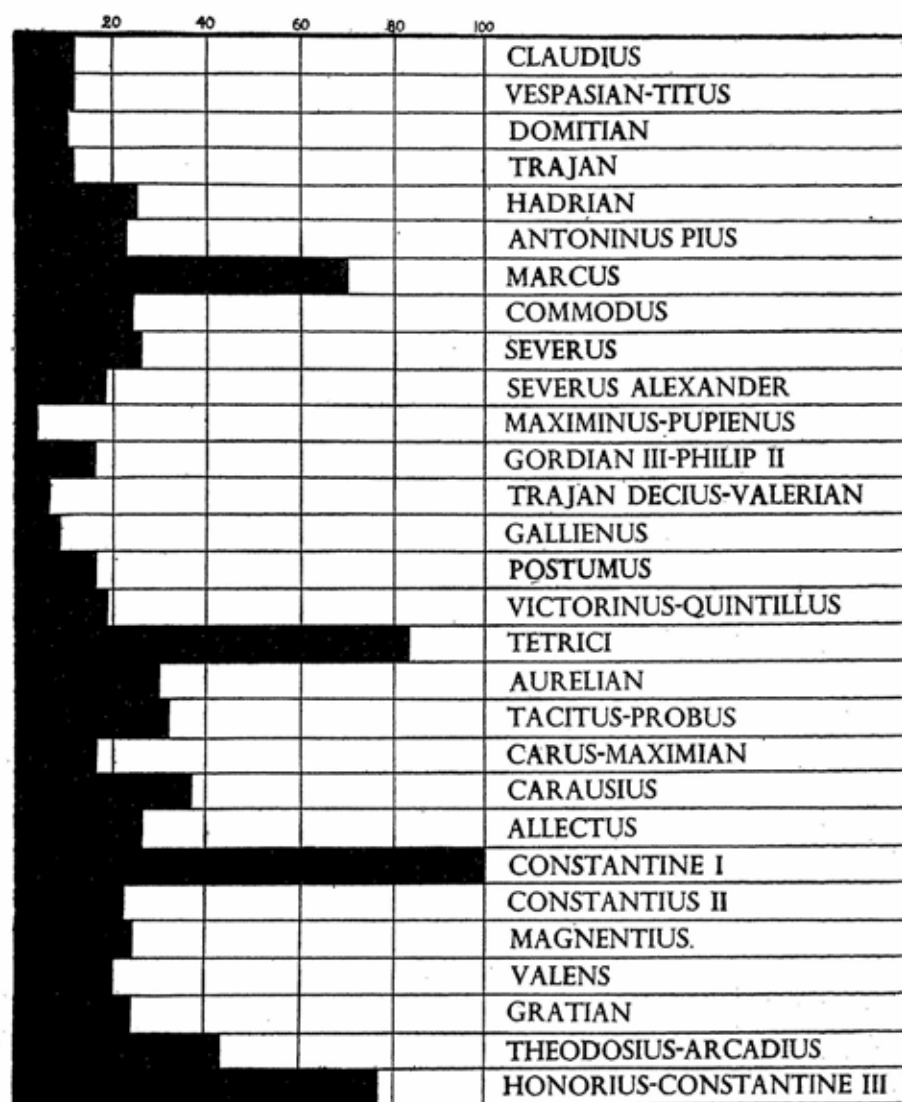 20 40 60 80 100
CLAUDIUS
VESPASIAN-TITUS
DOMITIAN
TRAJAN
HADRIAN
ANTONINUS PIUS
MARCUS
COMMODUS
SEVERUS
SEVERUS ALEXANDER
MAXIMINUS-PUPIENUS
GORDIAN III-PHILIP II
TRAJAN DECIUS-VALERIAN
GALLIENUS
POSTUMUS
VICTORINUS-QUINTILLUS
TETRICI
AURELIAN
TACITUS-PROBUS
CARUS-MAXIMIAN
CARAUSIUS
ALLECTUS
CONSTANTINE I
CONSTANTIUS II
MAGNENTIUS.
VALENS
GRATIAN
THEODOSIUS-ARCADIUS
HONORIUS-CONSTANTINE III